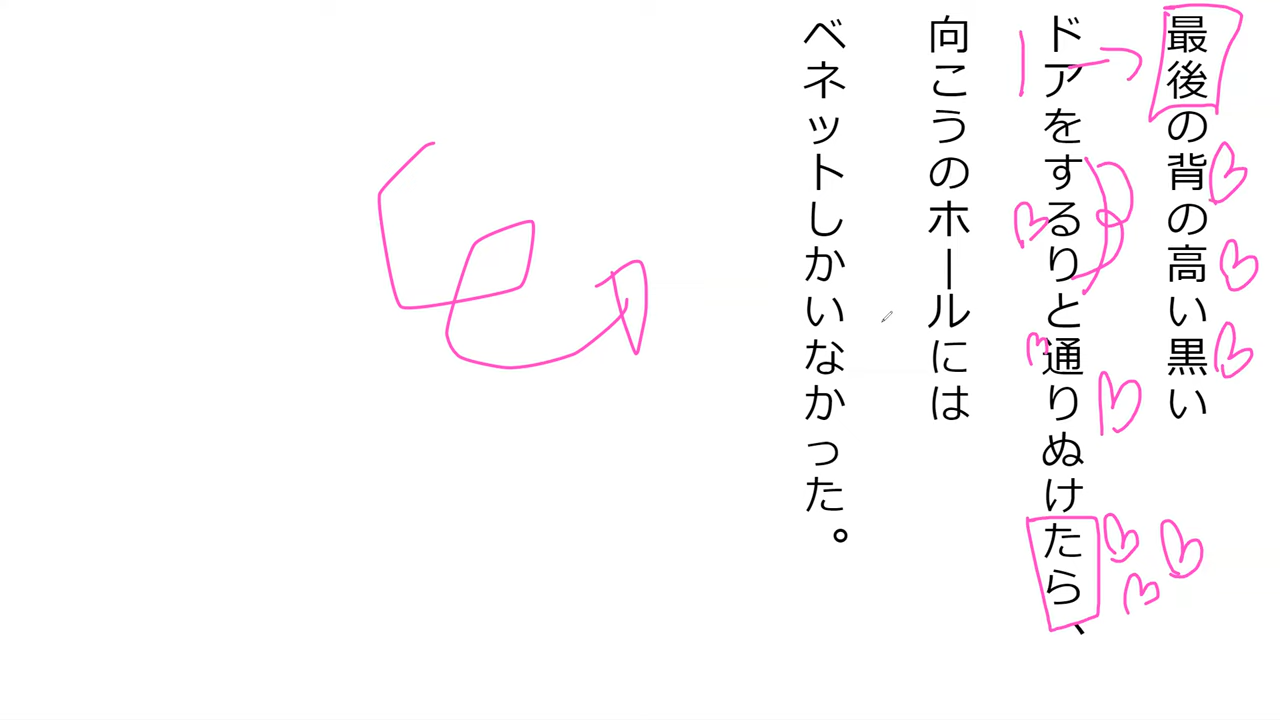 最後の背の高い黒い
ドアをするりと通りぬけたら、
向こうのホールには
ベネットしかいなかった。